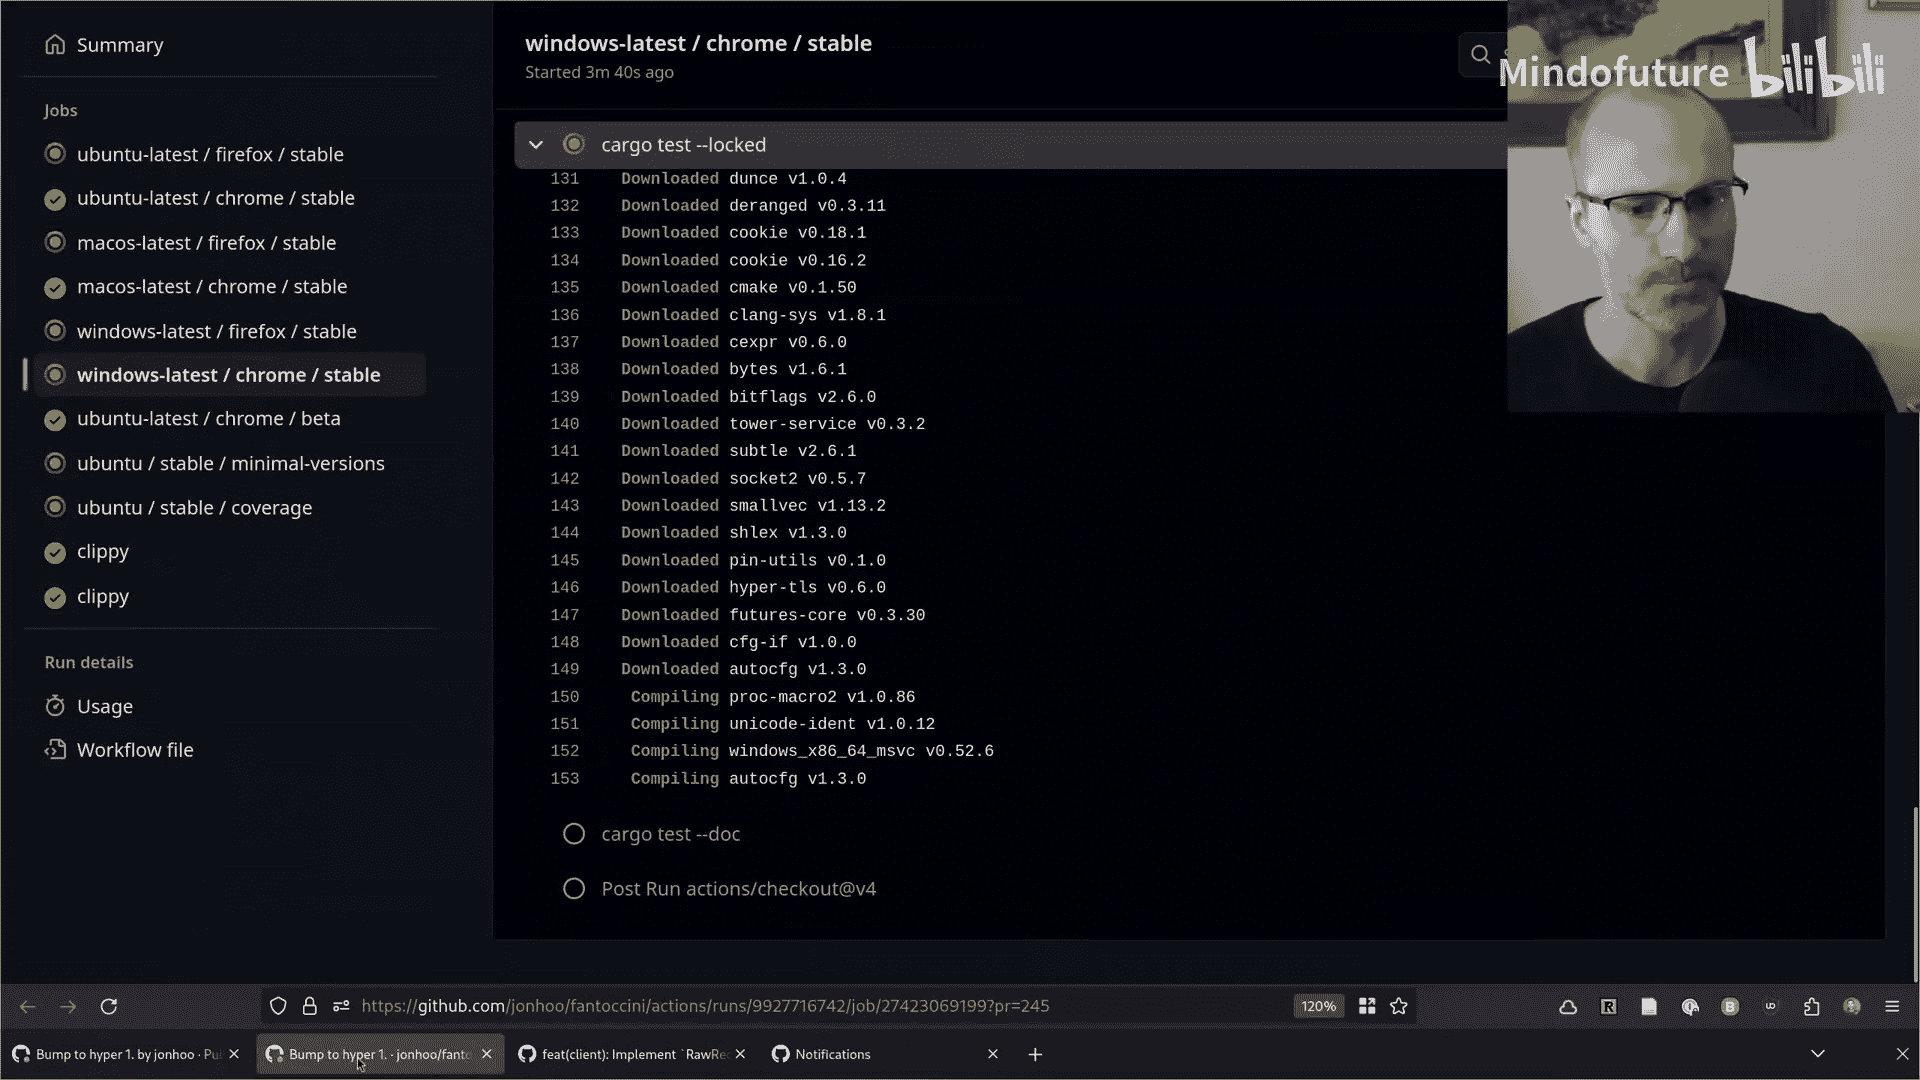 Summary
Jobs
ubuntu-latest / firefox / stable
ubuntu-latest / chrome / stable
macos-latest / firefox / stable
macos-latest / chrome / stable
windows-latest / firefox / stable
windows-latest / chrome / stable
ubuntu-latest / chrome / beta
ubuntu / stable / minimal-versions
ubuntu / stable / coverage
clippy
clippy
Run details
Usage
Workflow file
windows-latest / chrome / stable
Started 3m 40s ago
Mindofuture bilibili
cargo test --locked
131 Downloaded dunce v1.0.4
132 Downloaded deranged v0.3.11
133 Downloaded cookie v0.18.1
134 Downloaded cookie v0.16.2
135 Downloaded cmake v0.1.50
136 Downloaded clang-sys v1.8.1
137 Downloaded cexpr v0.6.0
138 Downloaded bytes v1.6.1
139 Downloaded bitflags v2.6.0
140 Downloaded tower-service v0.3.2
141 Downloaded subtle v2.6.1
142 Downloaded socket2 v0.5.7
143 Downloaded smallvec v1.13.2
144 Downloaded shlex v1.3.0
145 Downloaded pin-utils v0.1.0
146 Downloaded hyper-tls v0.6.0
147 Downloaded futures-core v0.3.30
148 Downloaded cfg-if v1.0.0
149 Downloaded autocfg v1.3.0
150 Compiling proc-macro2 v1.0.86
151 Compiling unicode-ident v1.0.12
152 Compiling windows_x86_64_msvc v0.52.6
153 Compiling autocfg v1.3.0
cargo test --doc
Post Run actions/checkout@v4
https://github.com/jonhoo/fantoccini/actions/runs/9927716742/job/27423069199?pr=245
120%
Bump to hyper 1. by jonhoo · Pu
Bump to hyper 1. · jonhoo/fanto
feat(client): Implement `RawRe
Notifications